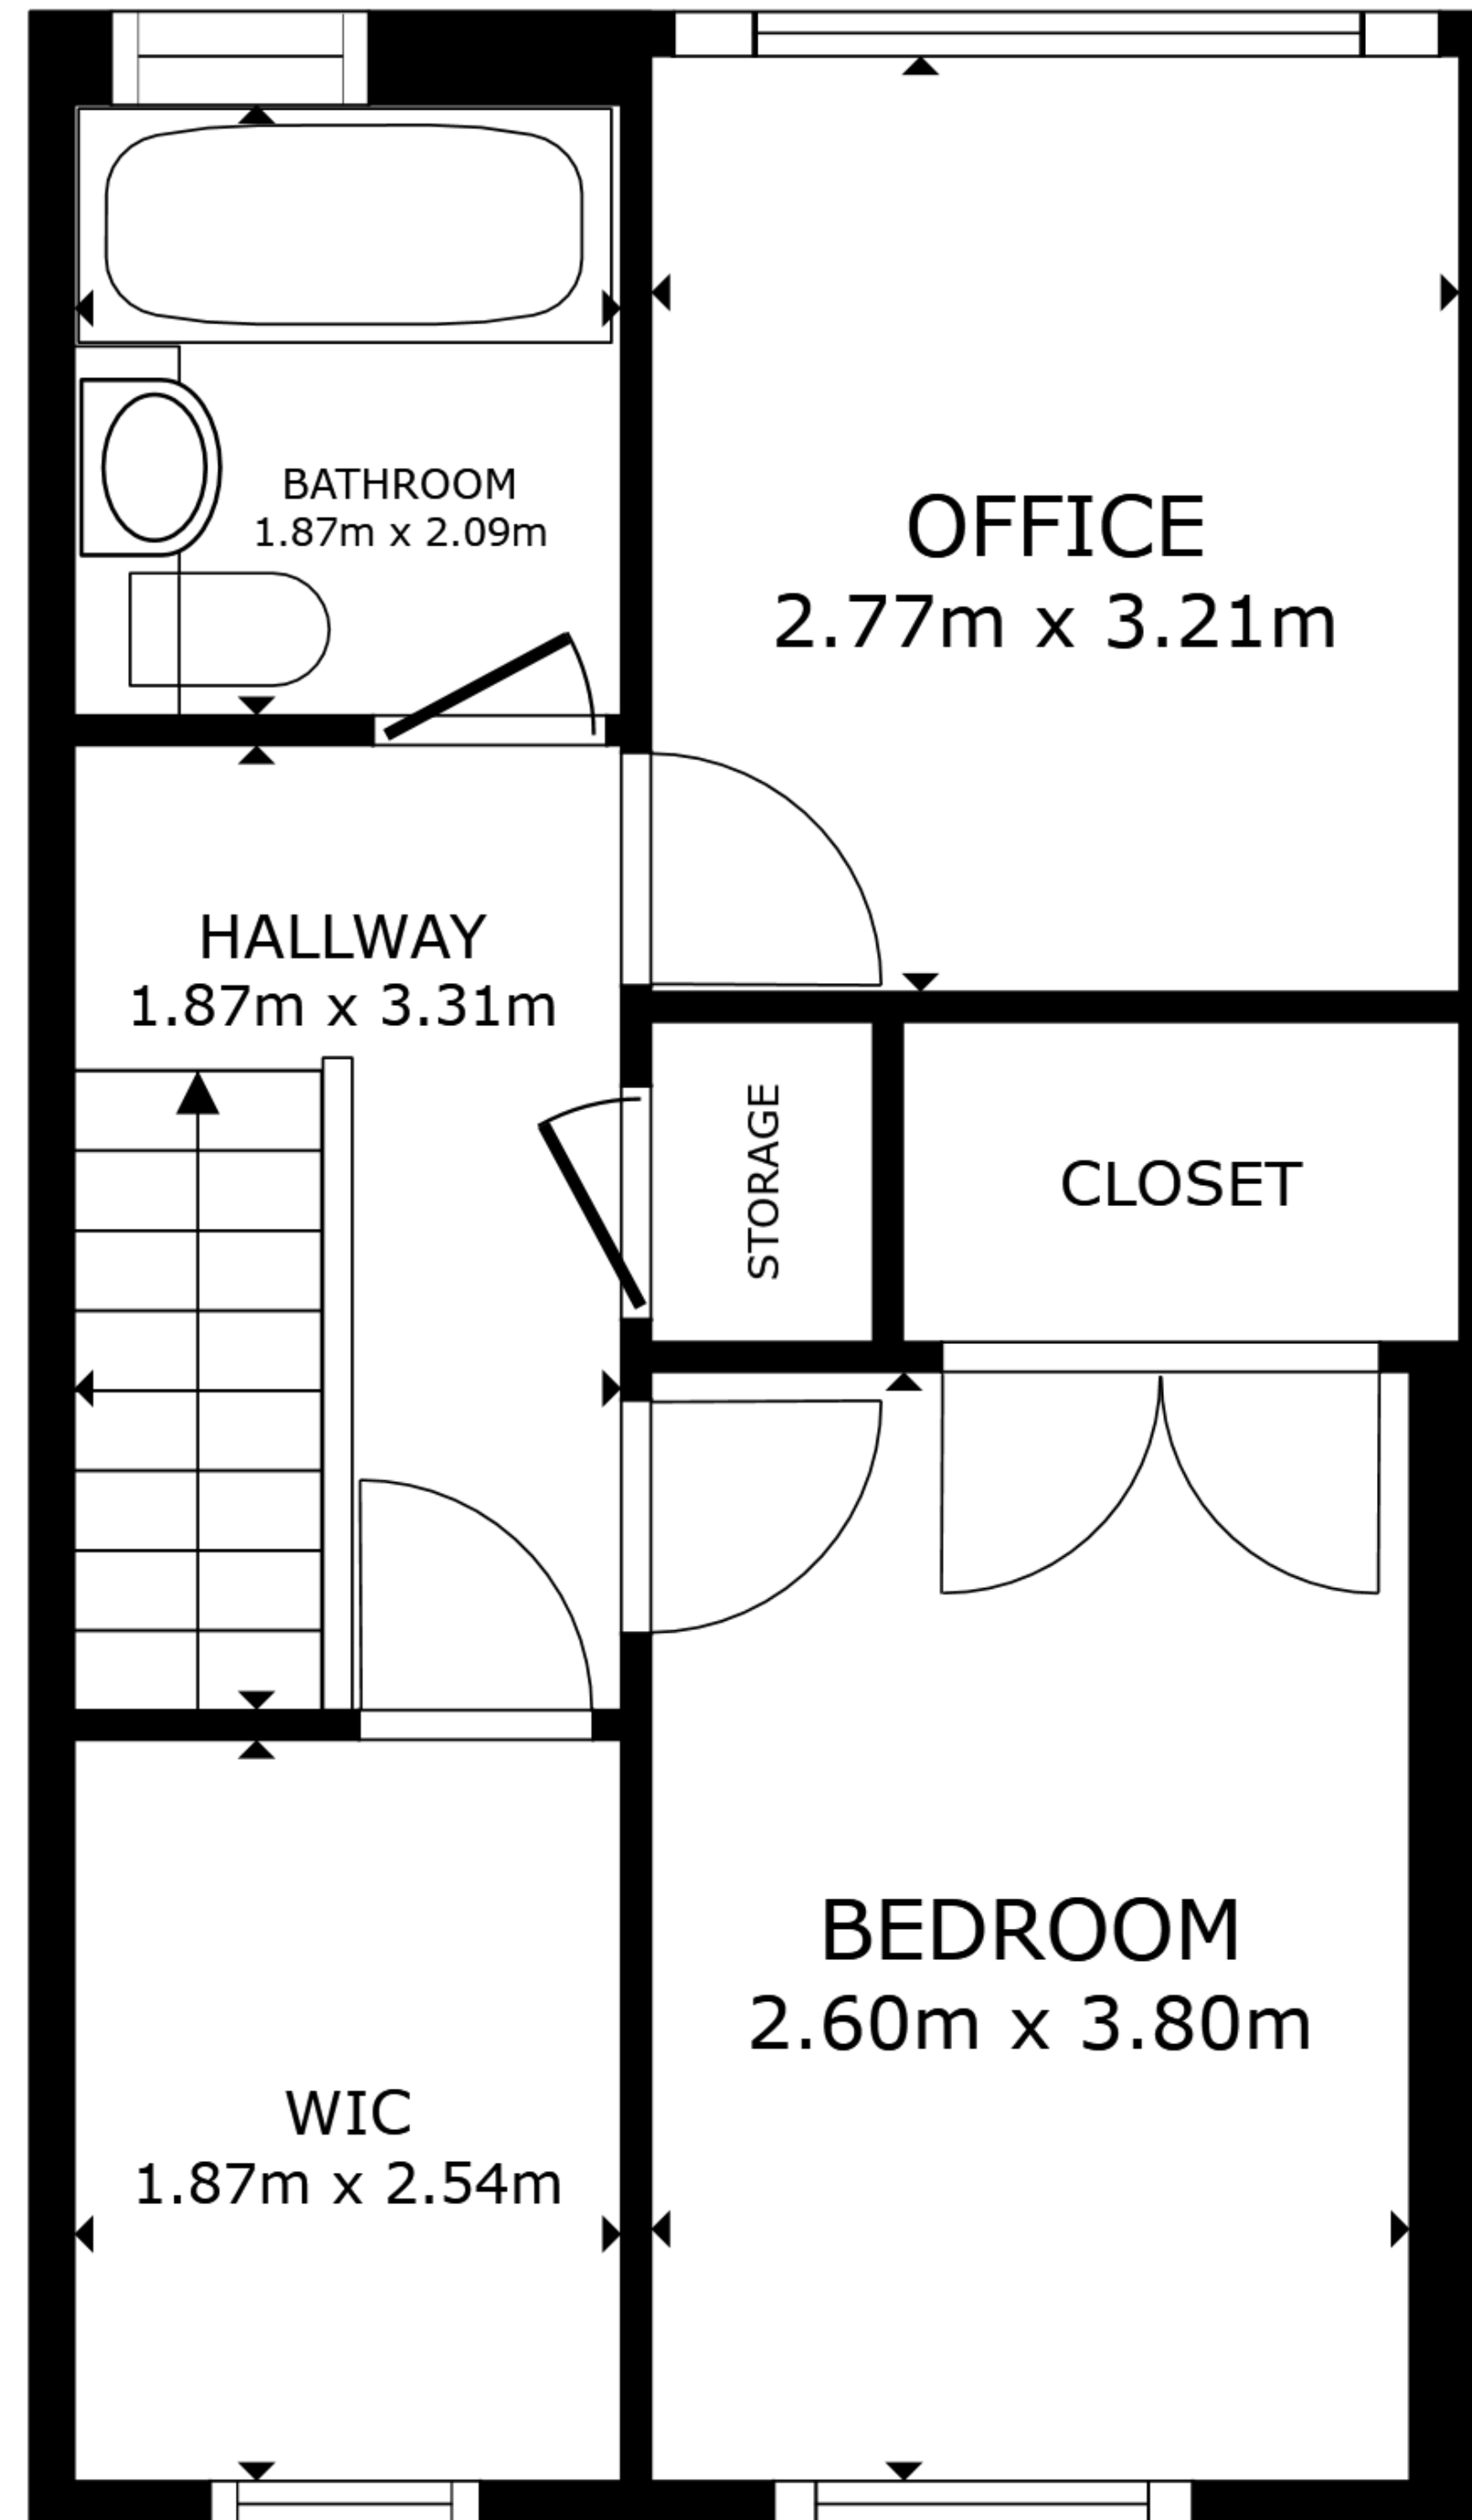 BATHROOM
1.87m x 2.09m
OFFICE
2.77m x 3.21m
HALLWAY
1.87m x 3.31m
STORAGE
CLOSET
BEDROOM
2.60m x 3.80m
WIC
1.87m x 2.54m